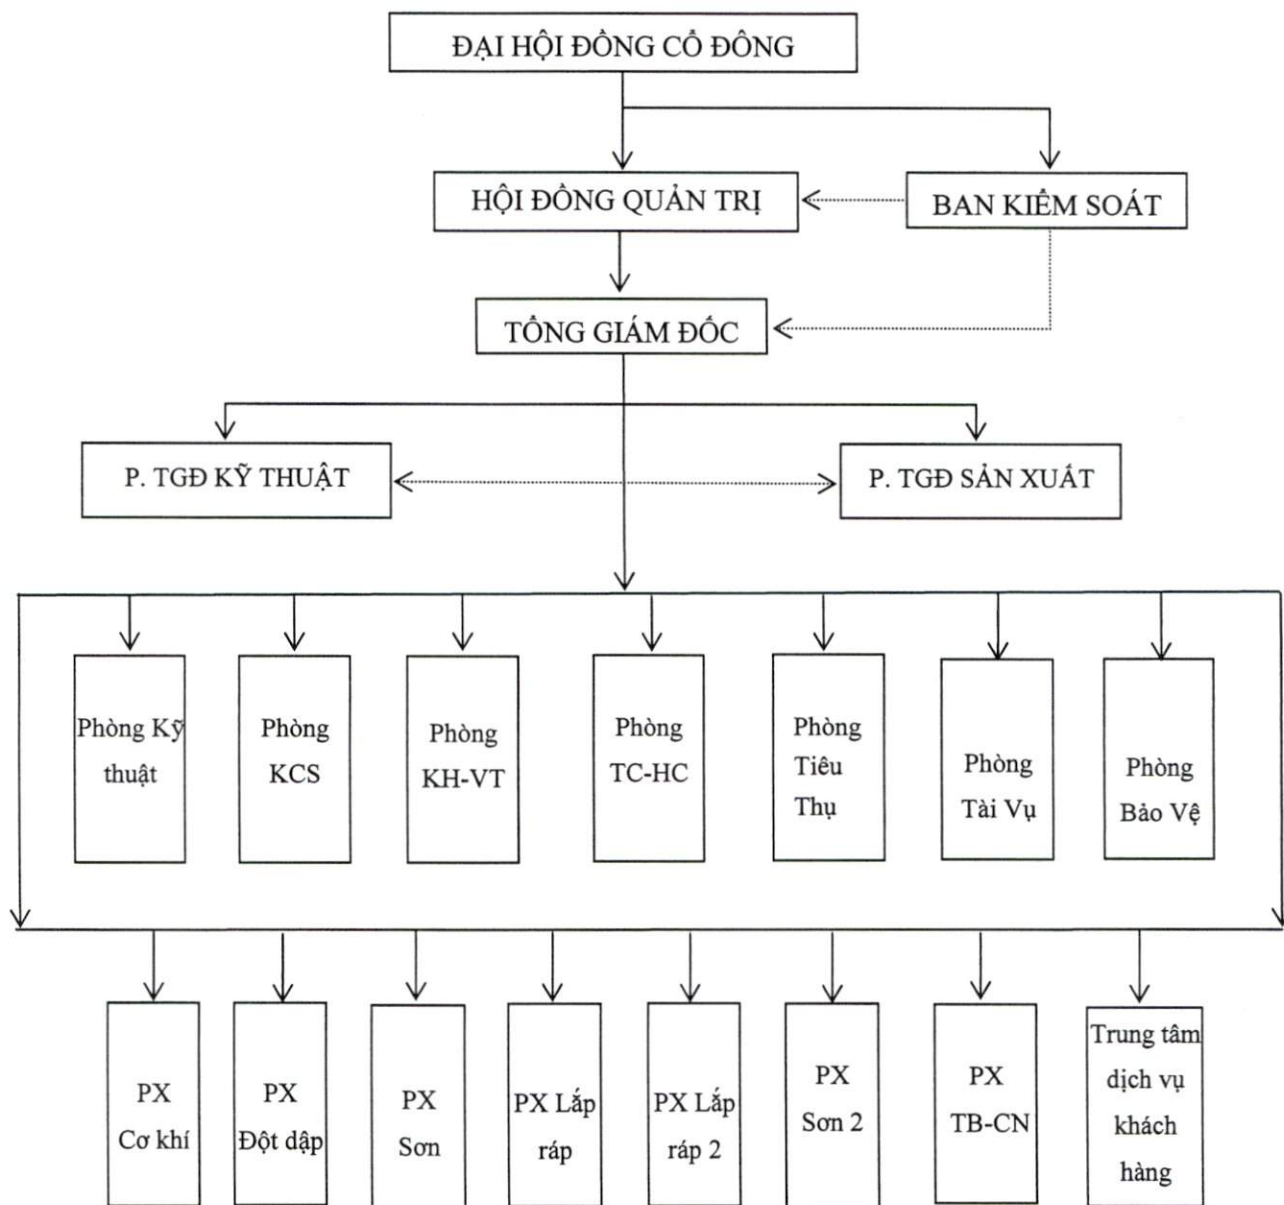 ĐẠI HỘI ĐỒNG CỔ ĐÔNG
HỘI ĐỒNG QUẢN TRỊ
BAN KIỂM SOÁT
TỔNG GIÁM ĐỐC
P. TGĐ KỸ THUẬT
P. TGĐ SẢN XUẤT
Phòng Kỹ
thuật
Phòng
KCS
Phòng
KH-VT
Phòng
TC-HC
Phòng
Tiêu
Thụ
Phòng
Tài Vụ
Phòng
Bảo Vệ
PX
Cơ khí
PX
Đột dập
PX
Sơn
PX Lắp
ráp
PX Lắp
ráp 2
PX
Sơn 2
PX
TB-CN
Trung tâm
dịch vụ
khách
hàng